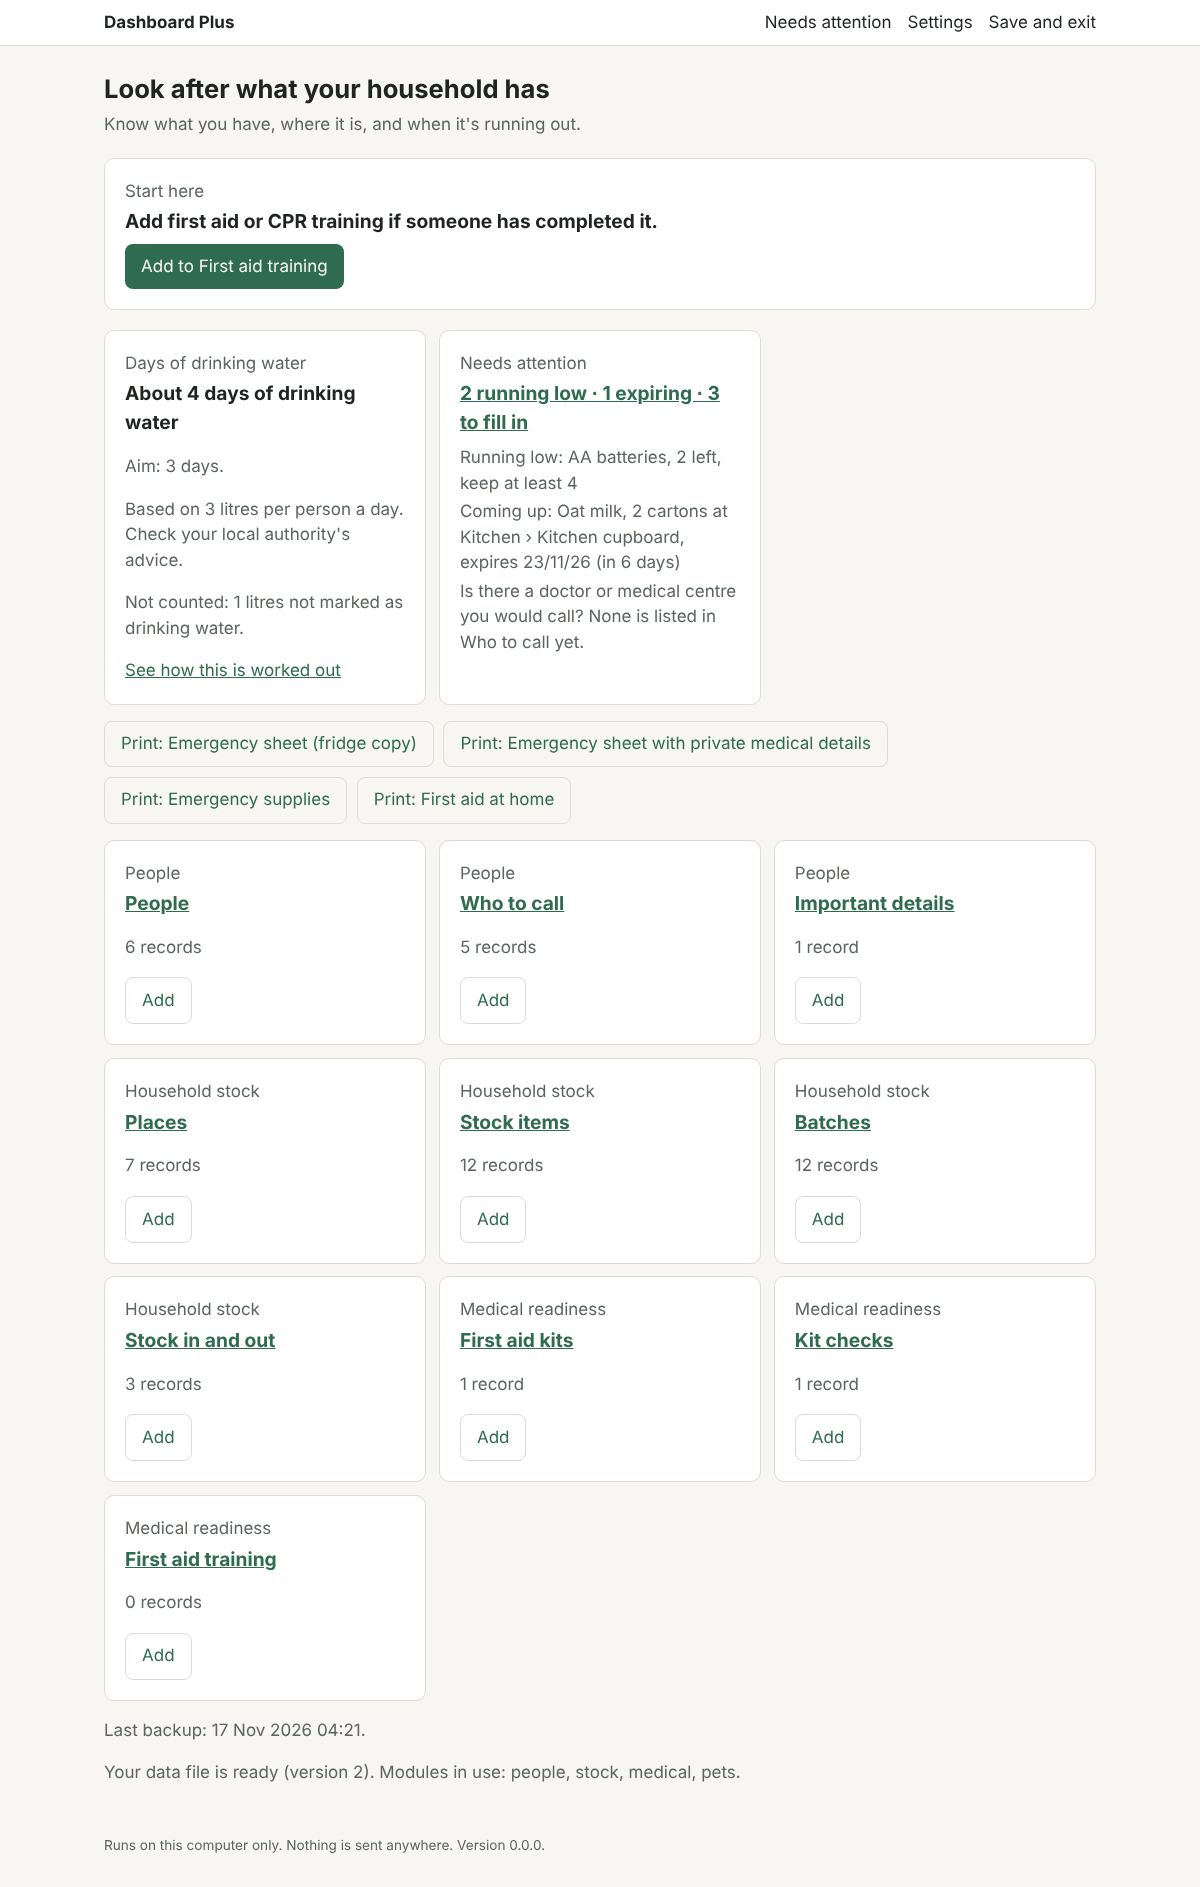 Dashboard Plus
Needs attention Settings Save and exit
Look after what your household has
Know what you have, where it is, and when it's running out.
Start here
Add first aid or CPR training if someone has completed it.
Add to First aid training
Days of drinking water
About 4 days of drinking
water
Aim: 3 days.
Based on 3 litres per person a day.
Check your local authority's
advice.
Not counted: 1 litres not marked as
drinking water.
See how this is worked out
Needs attention
2 running low · 1 expiring · 3
to fill in
Running low: AA batteries, 2 left,
keep at least 4
Coming up: Oat milk, 2 cartons at
Kitchen › Kitchen cupboard,
expires 23/11/26 (in 6 days)
Is there a doctor or medical centre
you would call? None is listed in
Who to call yet.
Print: Emergency sheet (fridge copy)
Print: Emergency sheet with private medical details
Print: Emergency supplies
Print: First aid at home
People
People
6 records
Add
People
Who to call
5 records
Add
People
Important details
1 record
Add
Household stock
Places
7 records
Add
Household stock
Stock items
12 records
Add
Household stock
Batches
12 records
Add
Household stock
Stock in and out
3 records
Add
Medical readiness
First aid kits
1 record
Add
Medical readiness
Kit checks
1 record
Add
Medical readiness
First aid training
0 records
Add
Last backup: 17 Nov 2026 04:21.
Your data file is ready (version 2). Modules in use: people, stock, medical, pets.
Runs on this computer only. Nothing is sent anywhere. Version 0.0.0.